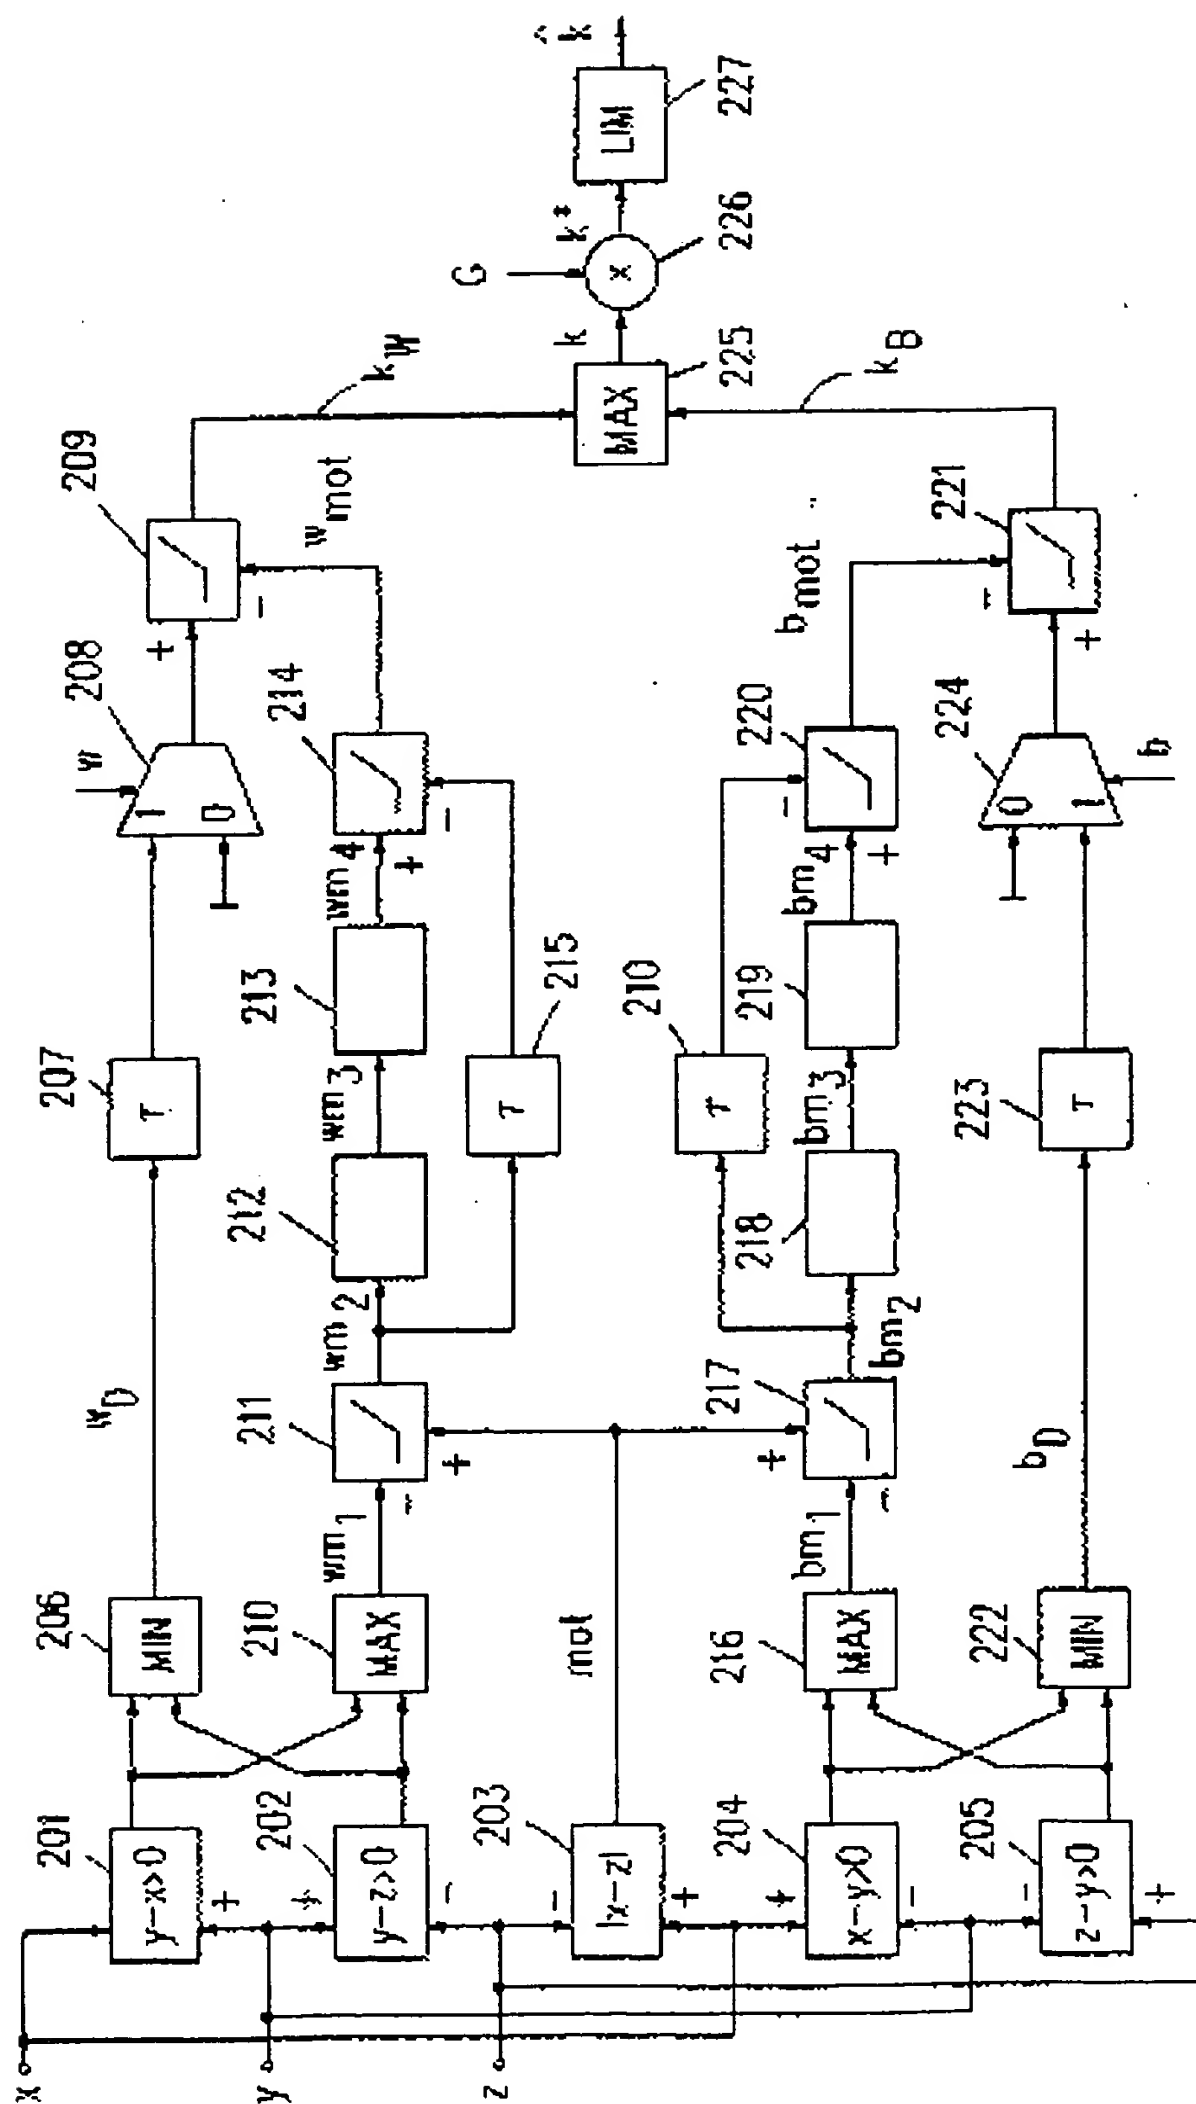 x
y
z
201
y−x>0
+
202
y−z>0
+
−
203
|x−z|
−
+
204
x−y>0
+
−
205
z−y>0
−
+
206
MIN
210
MAX
216
MAX
222
MIN
w_D
wm_1
mot
bm_1
b_D
211
−
+
217
+
−
wm_2
bm_2
212
218
207
τ
wm_3
215
τ
210
τ
bm_3
223
τ
213
219
wm_4
bm_4
w
208
1
0
214
+
−
220
−
+
224
0
1
b
209
+
−
w_mot
b_mot
221
−
+
k_W
MAX
225
k_B
k
G
x
226
k*
LIM
227
k̂